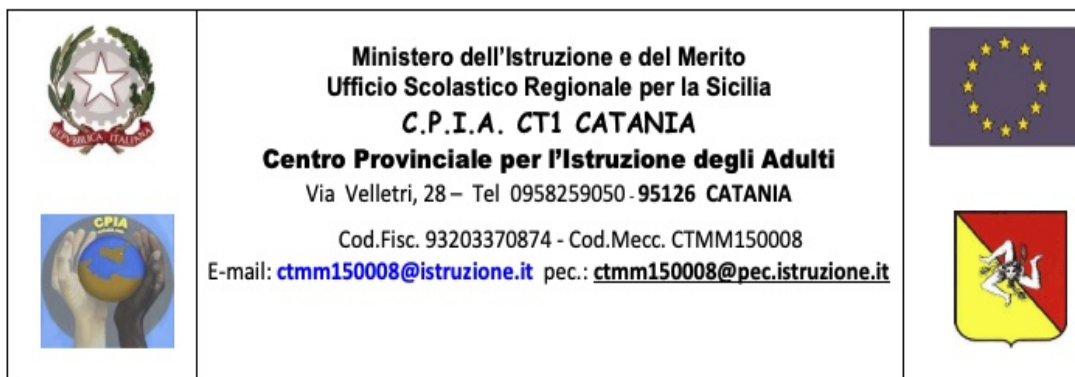 Ministero dell'Istruzione e del Merito
Ufficio Scolastico Regionale per la Sicilia
C.P.I.A. CT1 CATANIA
Centro Provinciale per l'Istruzione degli Adulti
Via Velletri, 28 – Tel 0958259050 - 95126 CATANIA
Cod.Fisc. 93203370874 - Cod.Mecc. CTMM150008
E-mail: ctmm150008@istruzione.it pec.: ctmm150008@pec.istruzione.it
REPVBBLICA ITALIANA
CPIA